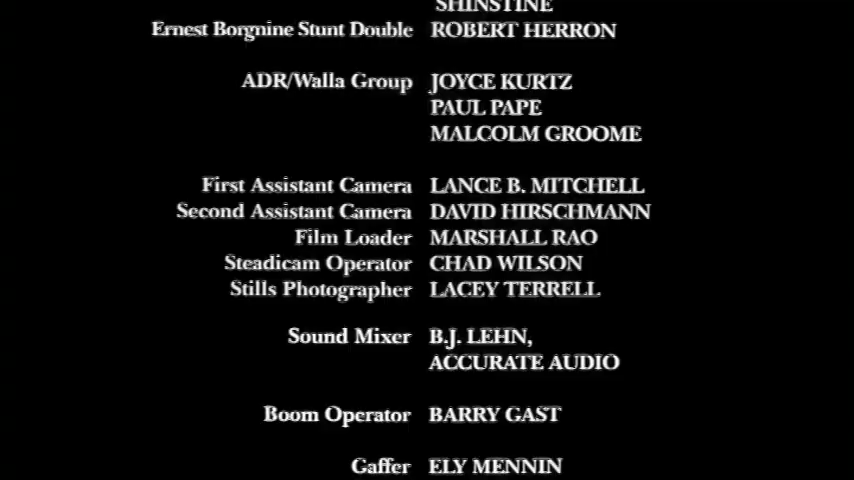 SHINSTINE
Ernest Borgnine Stunt Double ROBERT HERRON
ADR/Walla Group JOYCE KURTZ
PAUL PAPE
MALCOLM GROOME
First Assistant Camera LANCE B. MITCHELL
Second Assistant Camera DAVID HIRSCHMANN
Film Loader MARSHALL RAO
Steadicam Operator CHAD WILSON
Stills Photographer LACEY TERRELL
Sound Mixer B.J. LEHN,
ACCURATE AUDIO
Boom Operator BARRY GAST
Gaffer ELY MENNIN